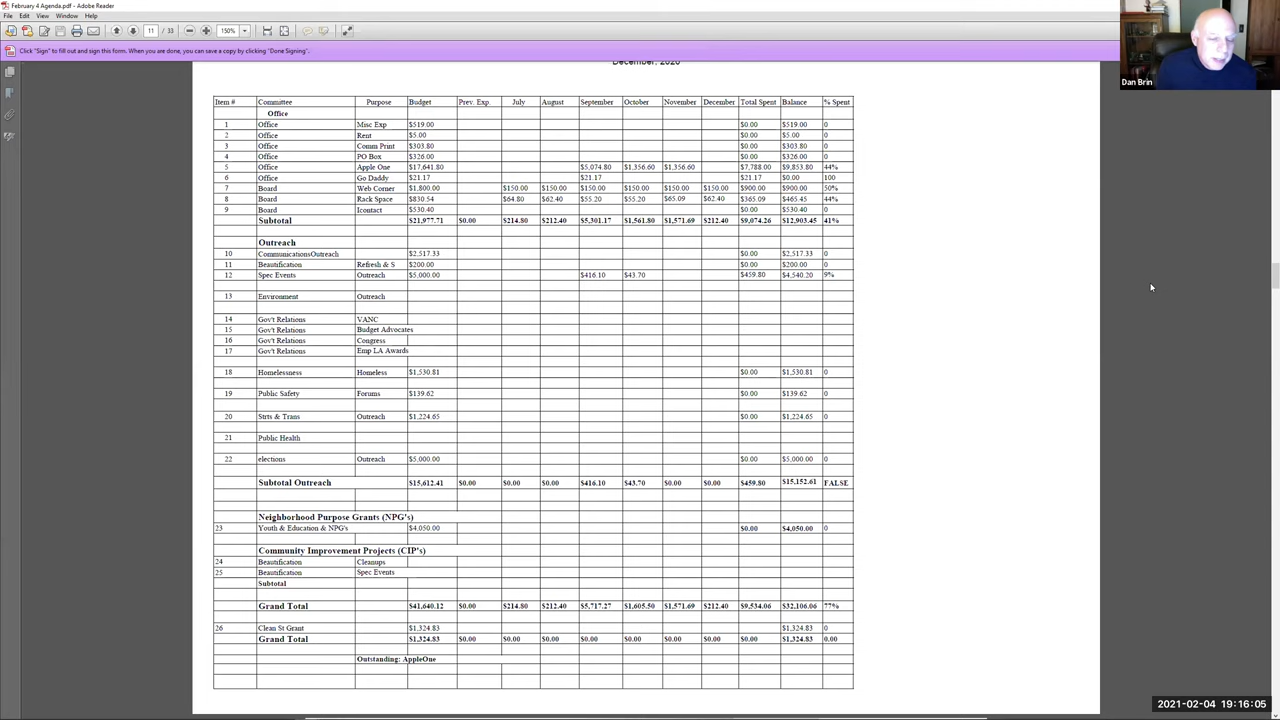 February 4 Agenda.pdf - Adobe Reader
File Edit View Window Help
11 / 33 150%
Click "Sign" to fill out and sign this form. When you are done, you can save a copy by clicking "Done Signing".
Dan Brin
December, 2020
Item # Committee Purpose Budget Prev. Exp. July August September October November December Total Spent Balance % Spent
Office
1 Office Misc Exp $519.00 $0.00 $519.00 0
2 Office Rent $5.00 $0.00 $5.00 0
3 Office Comm Print $303.80 $0.00 $303.80 0
4 Office PO Box $326.00 $0.00 $326.00 0
5 Office Apple One $17,641.80 $5,074.80 $1,356.60 $1,356.60 $7,788.00 $9,853.80 44%
6 Office Go Daddy $21.17 $21.17 $21.17 $0.00 100
7 Board Web Corner $1,800.00 $150.00 $150.00 $150.00 $150.00 $150.00 $150.00 $900.00 $900.00 50%
8 Board Rack Space $830.54 $64.80 $62.40 $55.20 $55.20 $65.09 $62.40 $365.09 $465.45 44%
9 Board Icontact $530.40 $0.00 $530.40 0
Subtotal $21,977.71 $0.00 $214.80 $212.40 $5,301.17 $1,561.80 $1,571.69 $212.40 $9,074.26 $12,903.45 41%
Outreach
10 CommunicationsOutreach $2,517.33 $0.00 $2,517.33 0
11 Beautification Refresh & S $200.00 $0.00 $200.00 0
12 Spec Events Outreach $5,000.00 $416.10 $43.70 $459.80 $4,540.20 9%
13 Environment Outreach
14 Gov't Relations VANC
15 Gov't Relations Budget Advocates
16 Gov't Relations Congress
17 Gov't Relations Emp LA Awards
18 Homelessness Homeless $1,530.81 $0.00 $1,530.81 0
19 Public Safety Forums $139.62 $0.00 $139.62 0
20 Strts & Trans Outreach $1,224.65 $0.00 $1,224.65 0
21 Public Health
22 elections Outreach $5,000.00 $0.00 $5,000.00 0
Subtotal Outreach $15,612.41 $0.00 $0.00 $0.00 $416.10 $43.70 $0.00 $0.00 $459.80 $15,152.61 FALSE
Neighborhood Purpose Grants (NPG's)
23 Youth & Education & NPG's $4,050.00 $0.00 $4,050.00 0
Community Improvement Projects (CIP's)
24 Beautification Cleanups
25 Beautification Spec Events
Subtotal
Grand Total $41,640.12 $0.00 $214.80 $212.40 $5,717.27 $1,605.50 $1,571.69 $212.40 $9,534.06 $32,106.06 77%
26 Clean St Grant $1,324.83 $1,324.83 0
Grand Total $1,324.83 $0.00 $0.00 $0.00 $0.00 $0.00 $0.00 $0.00 $0.00 $1,324.83 0.00
Outstanding: AppleOne
2021-02-04 19:16:05